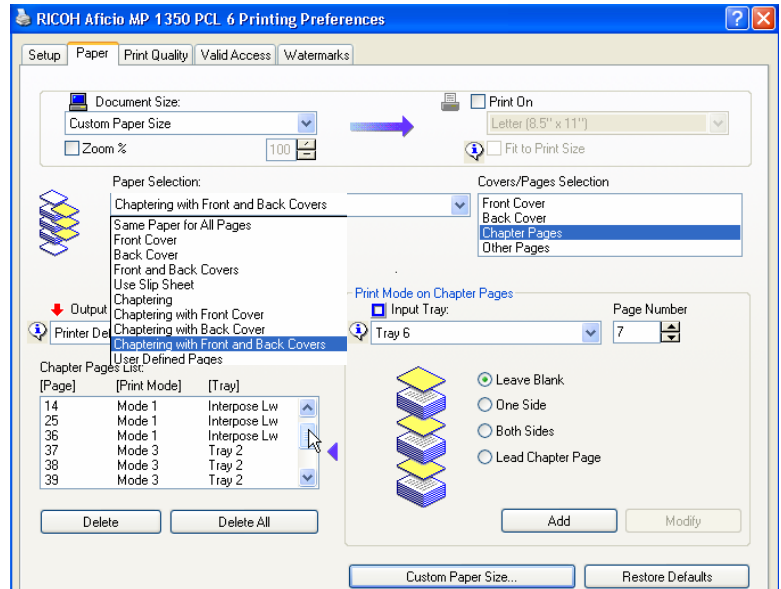 RICOH Aficio MP 1350 PCL 6 Printing Preferences
Setup Paper Print Quality Valid Access Watermarks
Document Size:
Custom Paper Size
Zoom %
100
Print On
Letter (8.5" x 11")
Fit to Print Size
Paper Selection:
Chaptering with Front and Back Covers
Same Paper for All Pages
Front Cover
Back Cover
Front and Back Covers
Use Slip Sheet
Chaptering
Chaptering with Front Cover
Chaptering with Back Cover
Chaptering with Front and Back Covers
User Defined Pages
Covers/Pages Selection
Front Cover
Back Cover
Chapter Pages
Other Pages
Output
Printer Def
Chapter Pages List:
[Page] [Print Mode] [Tray]
14 Mode 1 Interpose Lw
25 Mode 1 Interpose Lw
36 Mode 1 Interpose Lw
37 Mode 3 Tray 2
38 Mode 3 Tray 2
39 Mode 3 Tray 2
Delete Delete All
Print Mode on Chapter Pages
Input Tray:
Tray 6
Page Number
7
Leave Blank
One Side
Both Sides
Lead Chapter Page
Add Modify
Custom Paper Size... Restore Defaults